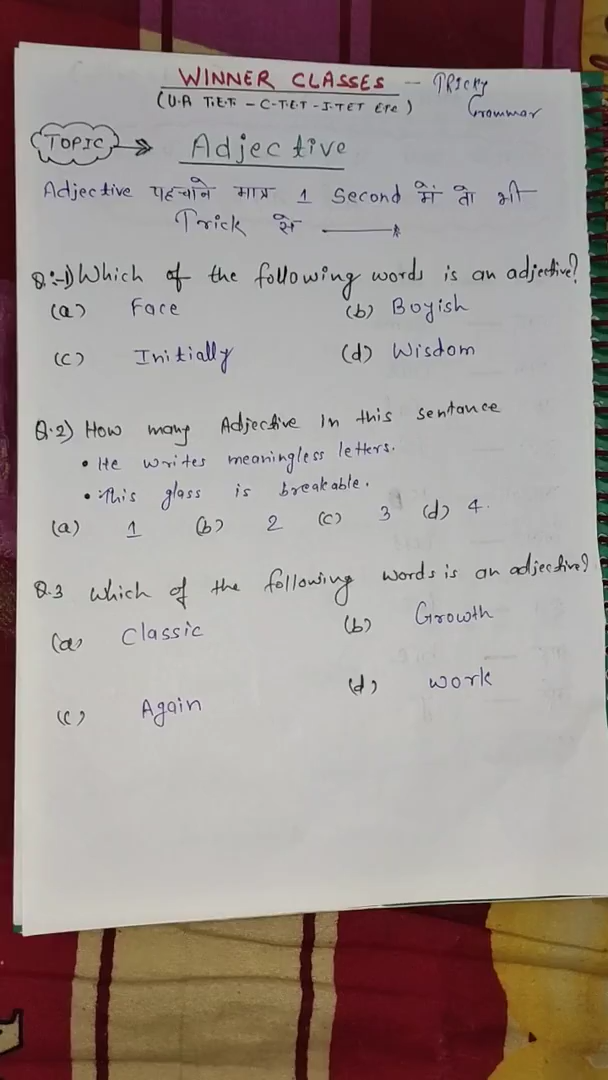 WINNER CLASSES -- Tricky
(U.P T.E.T. - C.T.E.T - J.TET Etc) Grammar
TOPIC Adjective
Adjective पहचाने मात्र 1 Second में वो भी
Trick से
Q:-1) Which of the following words is an adjective?
(a) Face (b) Boyish
(c) Initially (d) Wisdom
Q.2) How many Adjective in this sentance
• He writes meaningless letters.
• This glass is breakable.
(a) 1 (b) 2 (c) 3 (d) 4.
Q.3 which of the following words is an adjective?
(a) Classic (b) Growth
(c) Again (d) work